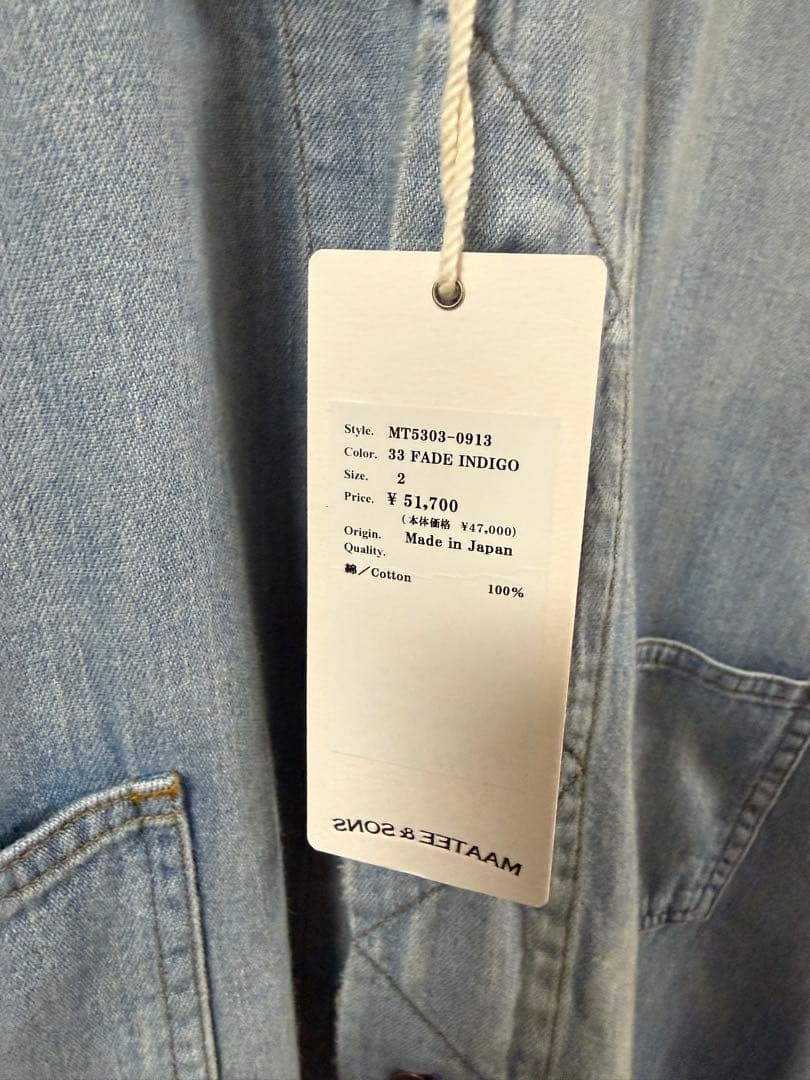 Style. MT5303-0913
Color. 33 FADE INDIGO
Size. 2
Price. ¥ 51,700
(本体価格 ¥47,000)
Origin. Made in Japan
Quality.
綿／Cotton 100%
MAATEE & SONS